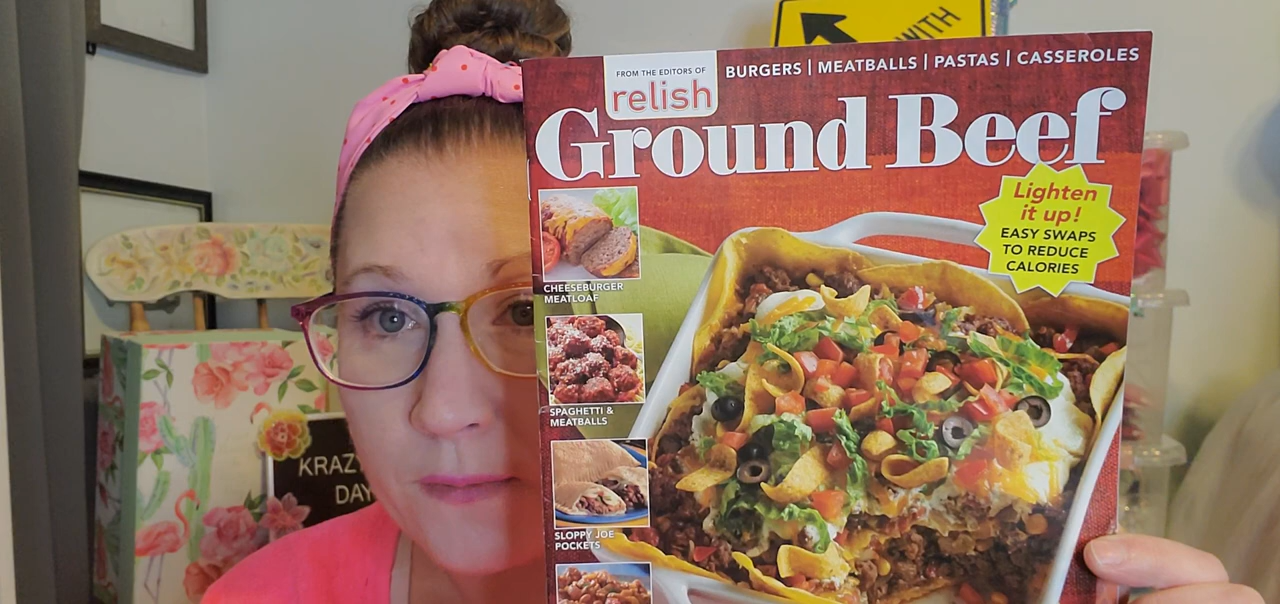 WITH
FROM THE EDITORS OF
relish
BURGERS | MEATBALLS | PASTAS | CASSEROLES
Ground Beef
Lighten
it up!
EASY SWAPS
TO REDUCE
CALORIES
CHEESEBURGER
MEATLOAF
SPAGHETTI &
MEATBALLS
SLOPPY JOE
POCKETS
KRAZ
DAY